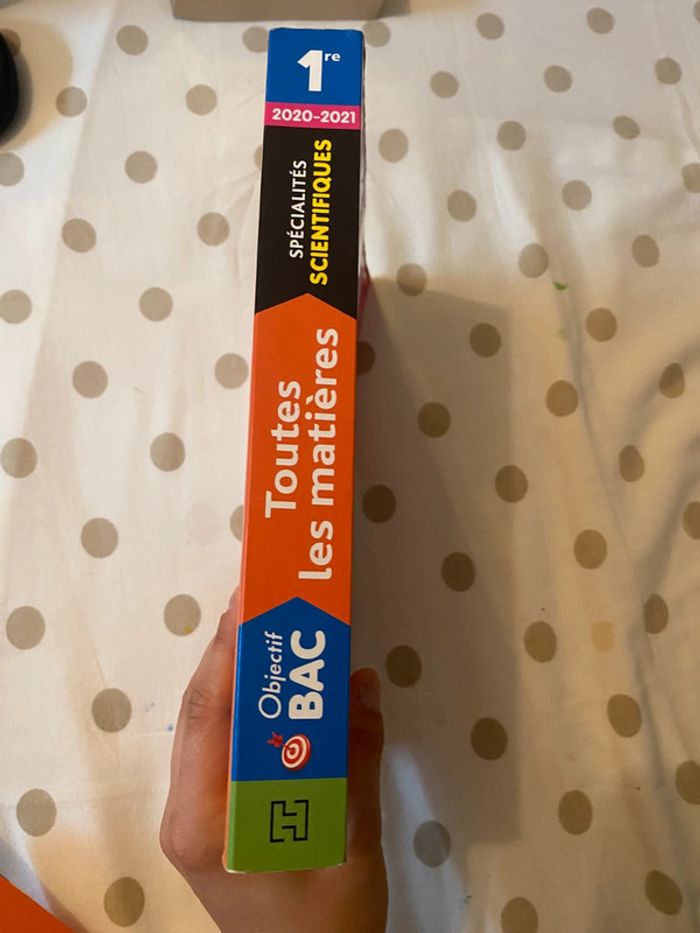 1re
2020-2021
SPÉCIALITÉS
SCIENTIFIQUES
Toutes
les matières
Objectif
BAC